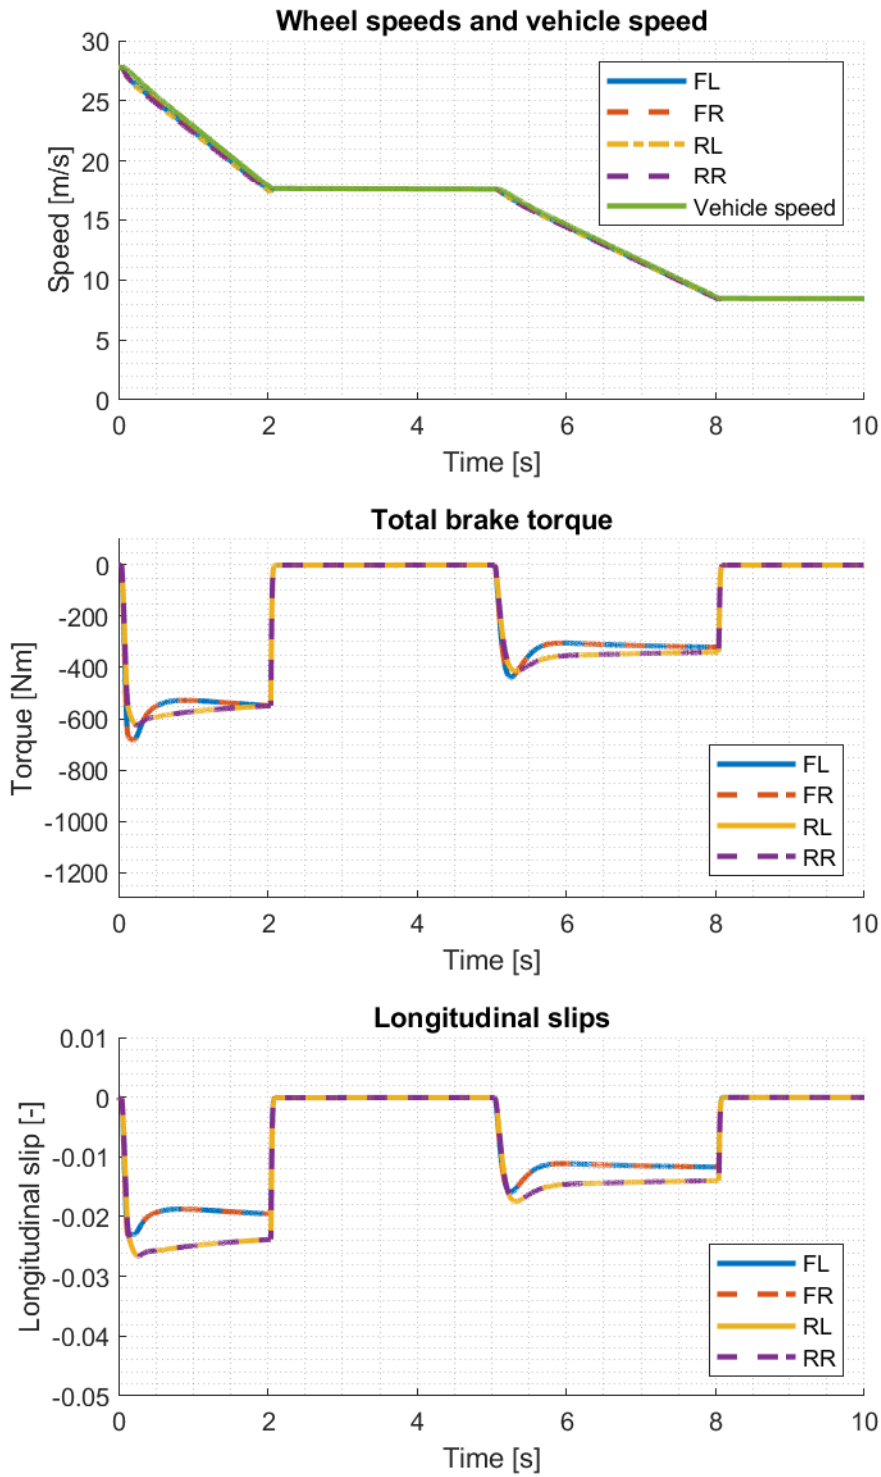 Wheel speeds and vehicle speed
30
25
20
15
10
5
0
Speed [m/s]
FL
FR
RL
RR
Vehicle speed
0 2 4 6 8 10
Time [s]
Total brake torque
0
-200
-400
-600
-800
-1000
-1200
Torque [Nm]
FL
FR
RL
RR
0 2 4 6 8 10
Time [s]
Longitudinal slips
0.01
0
-0.01
-0.02
-0.03
-0.04
-0.05
Longitudinal slip [-]
FL
FR
RL
RR
0 2 4 6 8 10
Time [s]